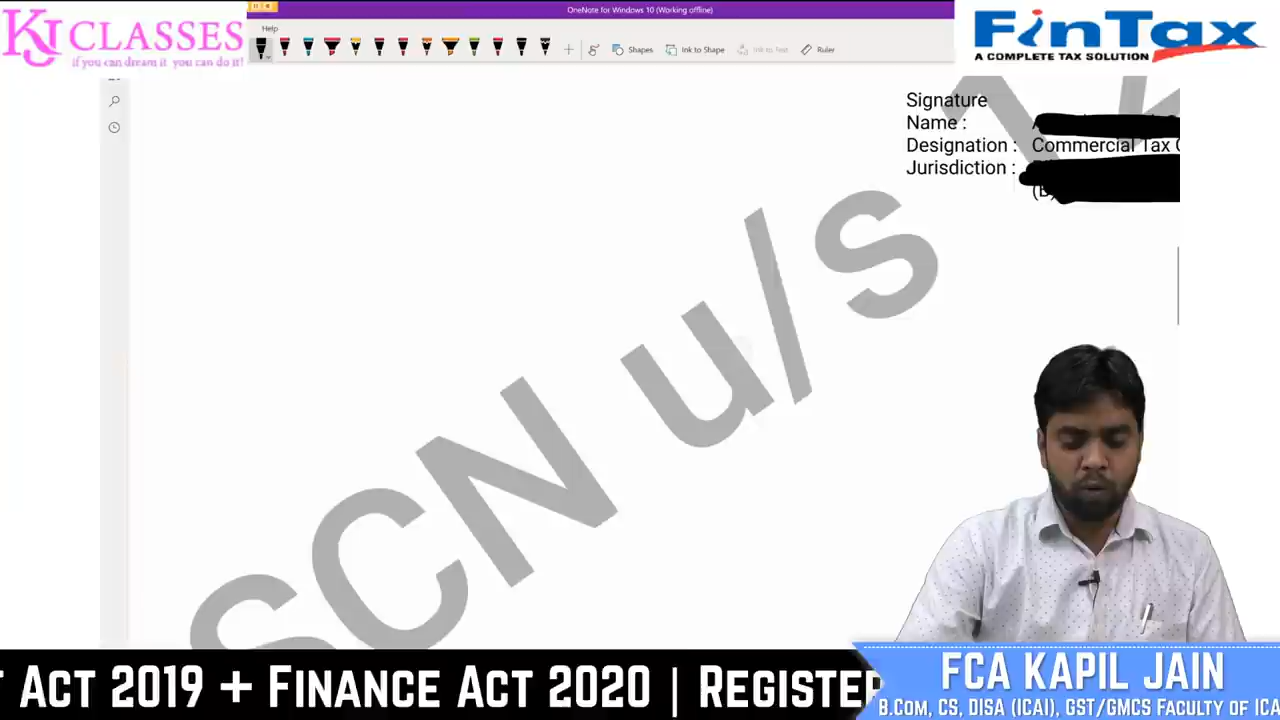 KJ CLASSES
if you can dream it you can do it!
OneNote for Windows 10 (Working offline)
Help
Shapes
Ink to Shape
Ink to Text
Ruler
FinTax
A COMPLETE TAX SOLUTION
Signature
Name :
Designation : Commercial Tax
Jurisdiction :
SCN u/s
ACT 2019 + FINANCE ACT 2020 | REGISTER
FCA KAPIL JAIN
B.COM, CS, DISA (ICAI), GST/GMCS FACULTY OF ICA